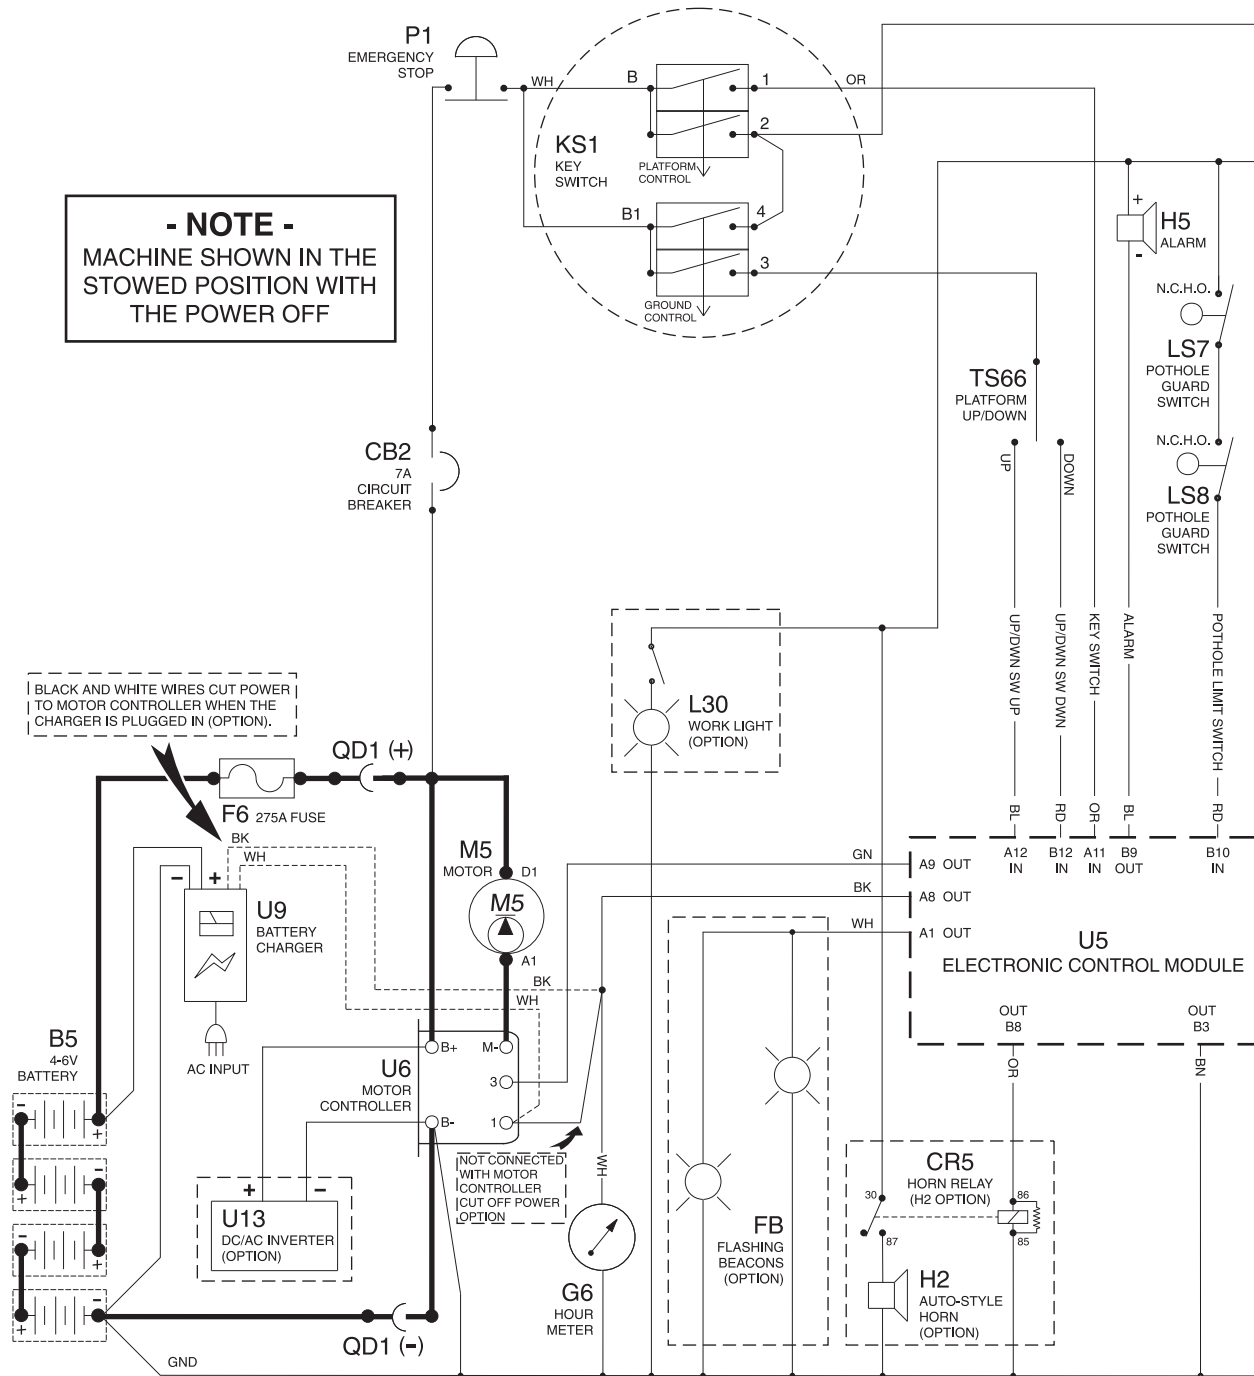 P1
EMERGENCY
STOP
WH
B
1
OR
2
KS1
KEY
SWITCH
PLATFORM
CONTROL
B1
4
3
GROUND
CONTROL
- NOTE -
MACHINE SHOWN IN THE
STOWED POSITION WITH
THE POWER OFF
+
H5
ALARM
-
N.C.H.O.
LS7
POTHOLE
GUARD
SWITCH
TS66
PLATFORM
UP/DOWN
UP
DOWN
N.C.H.O.
LS8
POTHOLE
GUARD
SWITCH
CB2
7A
CIRCUIT
BREAKER
UP/DWN SW UP
UP/DWN SW DWN
KEY SWITCH
ALARM
POTHOLE LIMIT SWITCH
BL
RD
OR
BL
RD
L30
WORK LIGHT
(OPTION)
BLACK AND WHITE WIRES CUT POWER
TO MOTOR CONTROLLER WHEN THE
CHARGER IS PLUGGED IN (OPTION).
QD1 (+)
F6 275A FUSE
BK
WH
- +
U9
BATTERY
CHARGER
AC INPUT
M5
MOTOR
D1
M5
A1
BK
WH
GN
BK
WH
A9 OUT
A8 OUT
A1 OUT
A12
IN
B12
IN
A11
IN
B9
OUT
B10
IN
U5
ELECTRONIC CONTROL MODULE
OUT
B8
OUT
B3
OR
BN
B5
4-6V
BATTERY
-
+
+
-
-
+
+
-
U6
MOTOR
CONTROLLER
B+
M-
3
B-
1
NOT CONNECTED
WITH MOTOR
CONTROLLER
CUT OFF POWER
OPTION
WH
+ -
U13
DC/AC INVERTER
(OPTION)
G6
HOUR
METER
FB
FLASHING
BEACONS
(OPTION)
CR5
HORN RELAY
(H2 OPTION)
30
87
86
85
H2
AUTO-STYLE
HORN
(OPTION)
QD1 (-)
GND